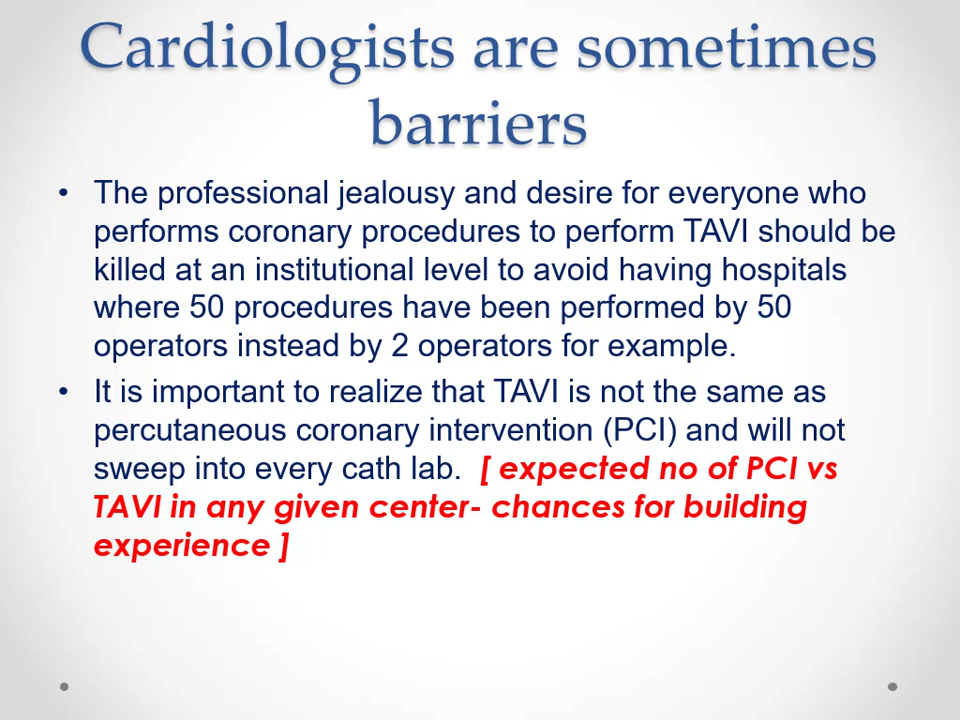 Cardiologists are sometimes
barriers
• The professional jealousy and desire for everyone who
performs coronary procedures to perform TAVI should be
killed at an institutional level to avoid having hospitals
where 50 procedures have been performed by 50
operators instead by 2 operators for example.
• It is important to realize that TAVI is not the same as
percutaneous coronary intervention (PCI) and will not
sweep into every cath lab. [ expected no of PCI vs
TAVI in any given center- chances for building
experience ]